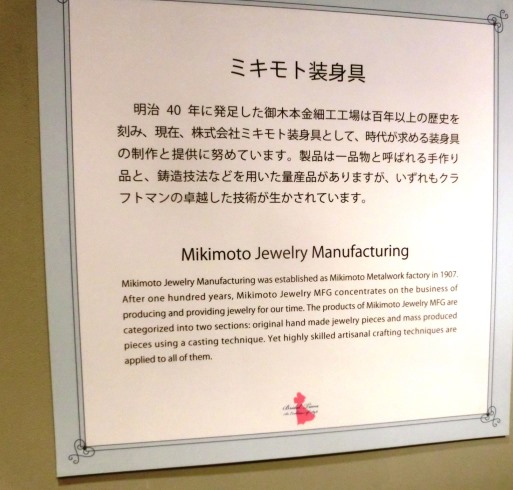 ミキモト装身具
明治 40 年に発足した御木本金細工工場は百年以上の歴史を
刻み、現在、株式会社ミキモト装身具として、時代が求める装身具
の制作と提供に努めています。製品は一品物と呼ばれる手作り
品と、鋳造技法などを用いた量産品がありますが、いずれもクラ
フトマンの卓越した技術が生かされています。
Mikimoto Jewelry Manufacturing
Mikimoto Jewelry Manufacturing was established as Mikimoto Metalwork factory in 1907.
After one hundred years, Mikimoto Jewelry MFG concentrates on the business of
producing and providing jewelry for our time. The products of Mikimoto Jewelry MFG are
categorized into two sections: original hand made jewelry pieces and mass produced
pieces using a casting technique. Yet highly skilled artisanal crafting techniques are
applied to all of them.